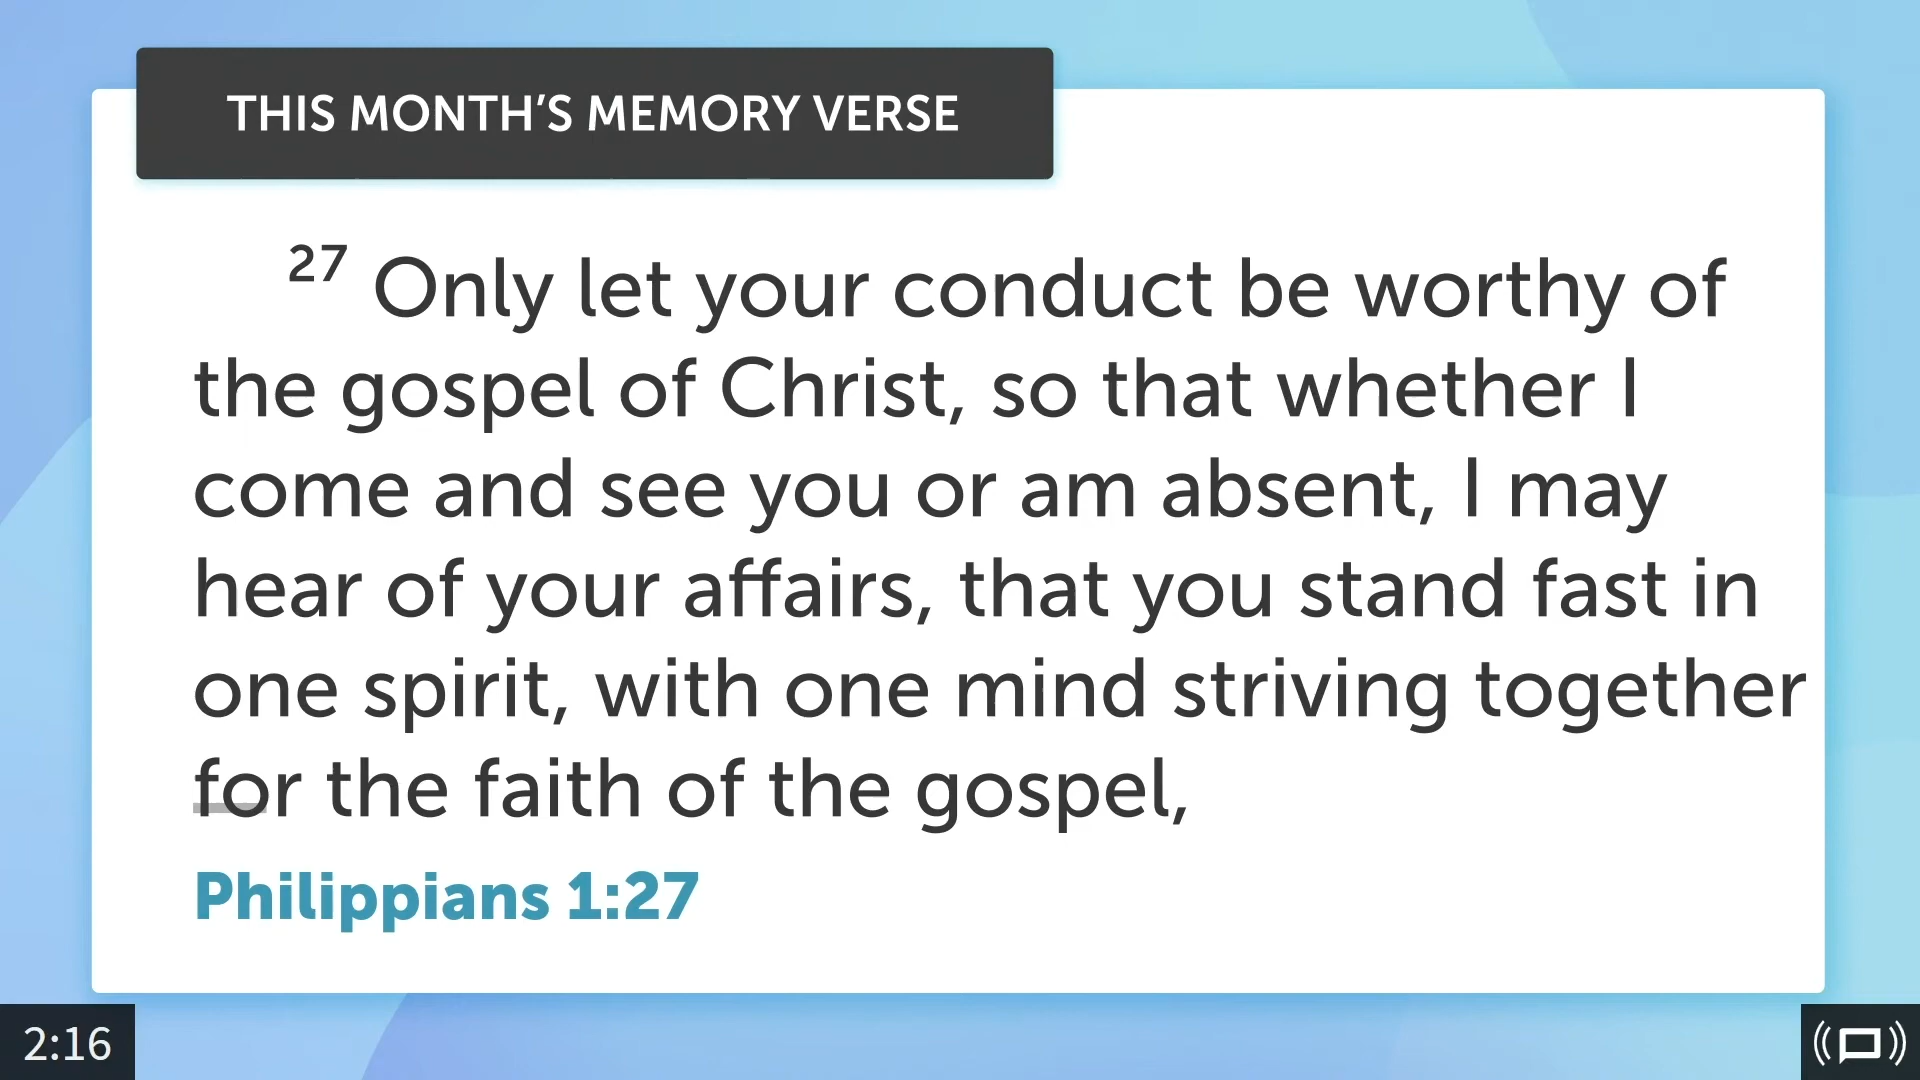 THIS MONTH’S MEMORY VERSE
27 Only let your conduct be worthy of
the gospel of Christ, so that whether I
come and see you or am absent, I may
hear of your affairs, that you stand fast in
one spirit, with one mind striving together
for the faith of the gospel,
Philippians 1:27
2:16